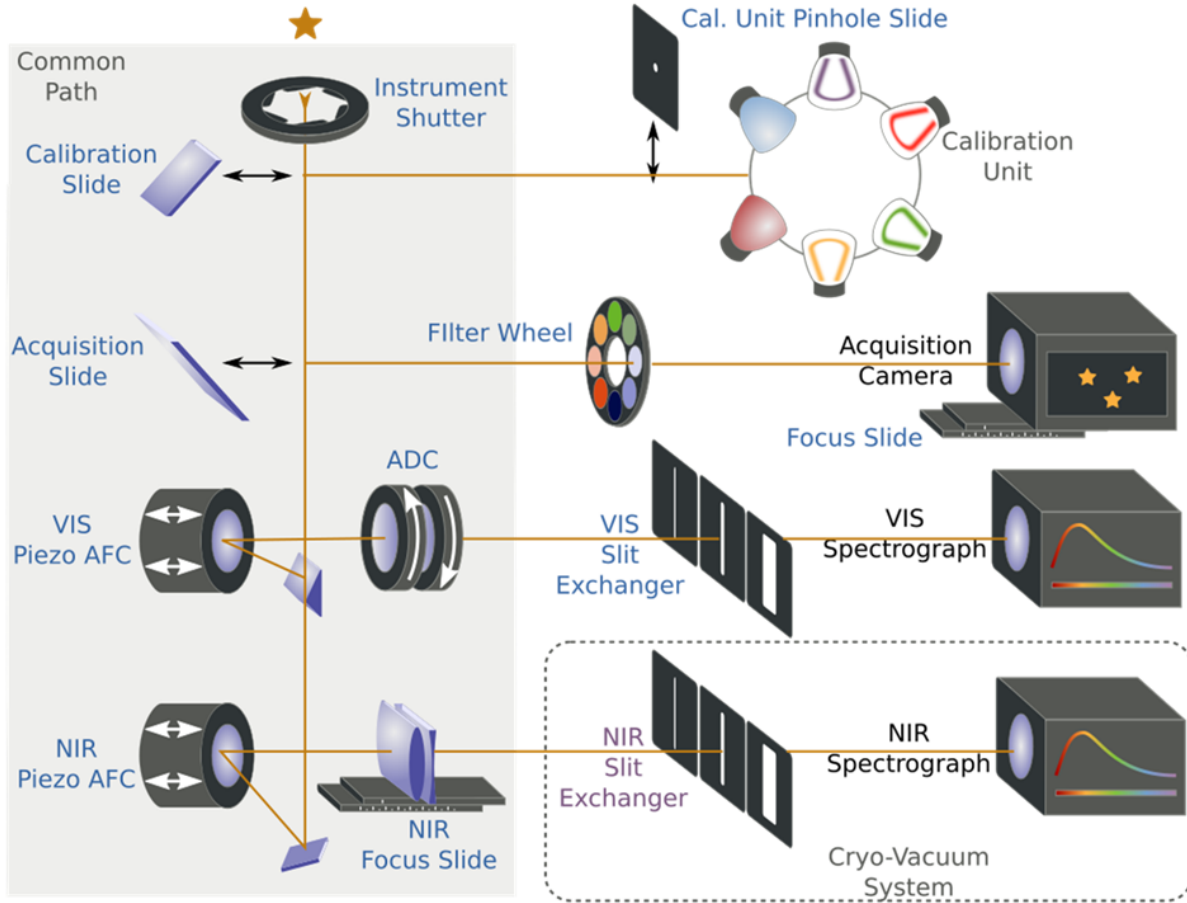 Common
Path
Instrument
Shutter
Cal. Unit Pinhole Slide
Calibration
Unit
Calibration
Slide
Acquisition
Slide
FIlter Wheel
Acquisition
Camera
Focus Slide
ADC
VIS
Piezo AFC
VIS
Slit
Exchanger
VIS
Spectrograph
NIR
Piezo AFC
NIR
Focus Slide
NIR
Slit
Exchanger
NIR
Spectrograph
Cryo-Vacuum
System